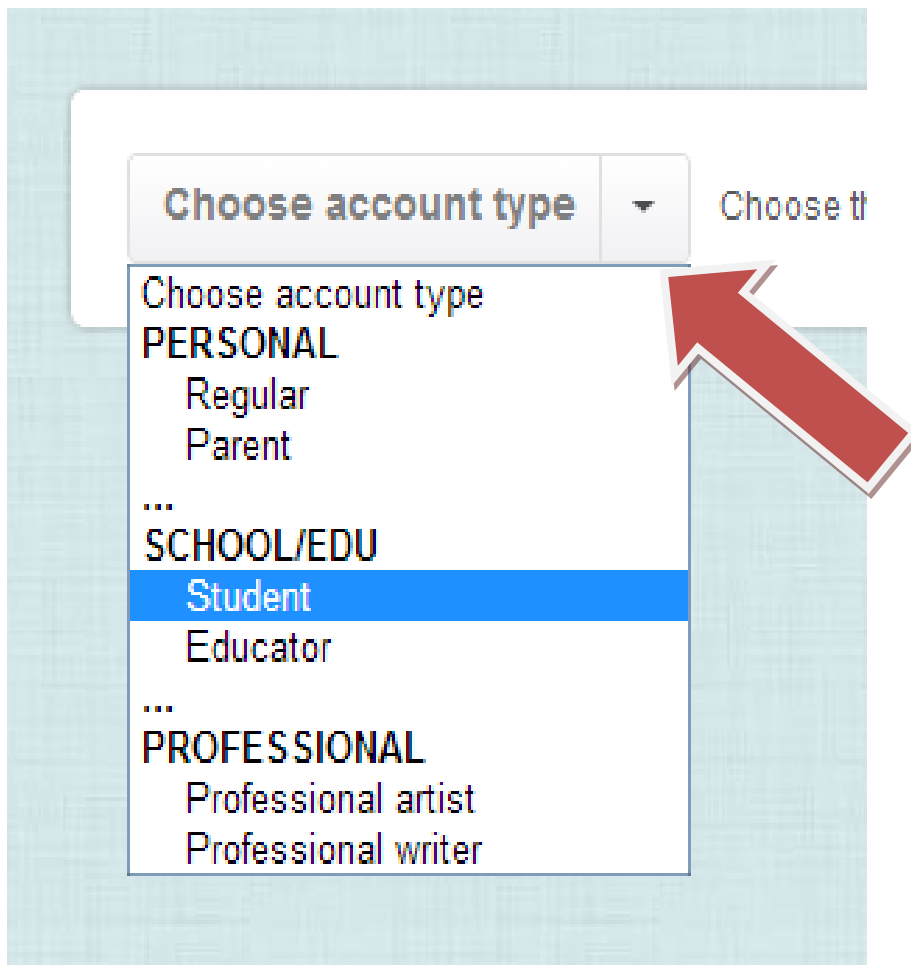 Choose account type
Choose
Choose account type
PERSONAL
Regular
Parent
...
SCHOOL/EDU
Student
Educator
...
PROFESSIONAL
Professional artist
Professional writer